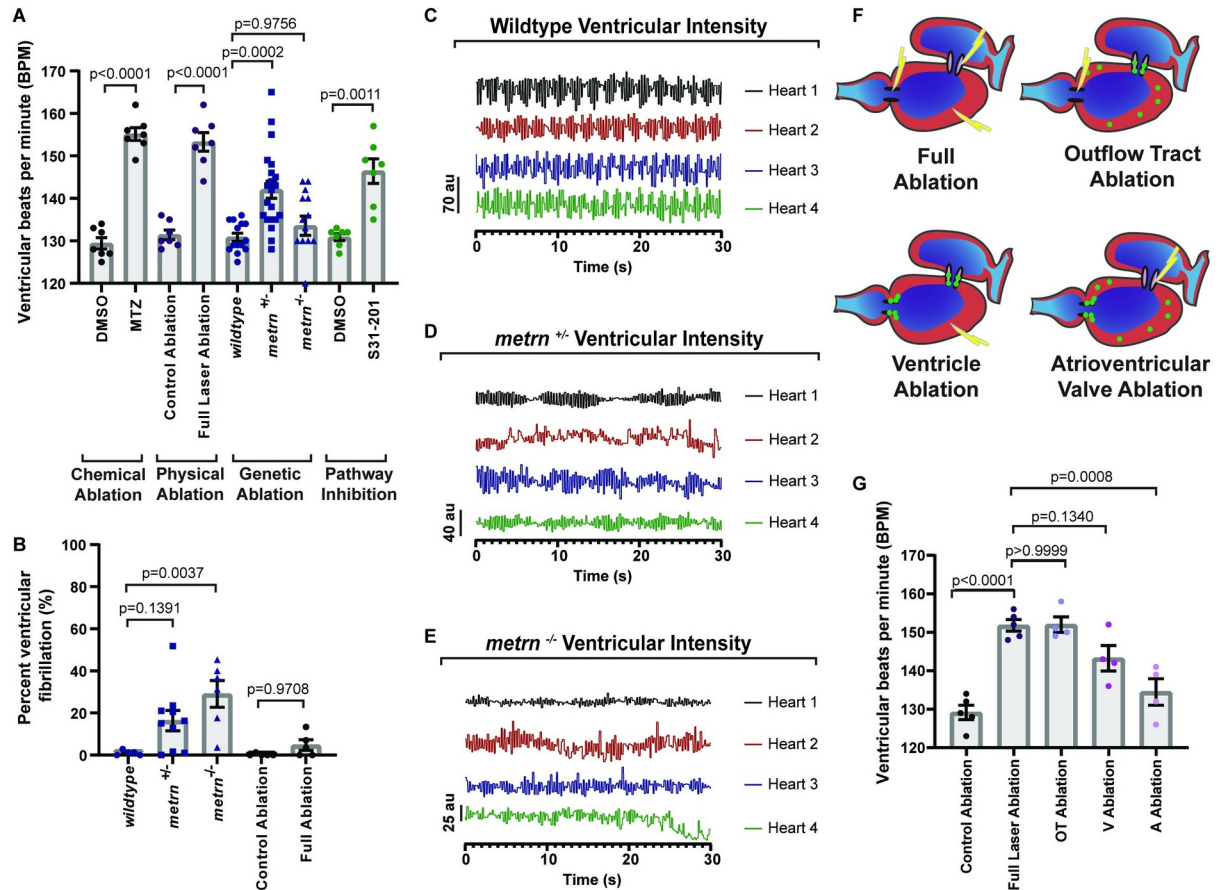 A
Ventricular beats per minute (BPM)
170
160
150
140
130
120
p<0.0001
p<0.0001
p=0.9756
p=0.0002
p=0.0011
DMSO
MTZ
Control Ablation
Full Laser Ablation
wildtype
metrn +/-
metrn -/-
DMSO
S31-201
Chemical
Ablation
Physical
Ablation
Genetic
Ablation
Pathway
Inhibition
B
Percent ventricular
fibrillation (%)
100
80
60
40
20
0
p=0.0037
p=0.1391
p=0.9708
wildtype
metrn +/-
metrn -/-
Control Ablation
Full Ablation
C
Wildtype Ventricular Intensity
Heart 1
Heart 2
Heart 3
Heart 4
70 au
0 10 20 30
Time (s)
D
metrn +/- Ventricular Intensity
Heart 1
Heart 2
Heart 3
Heart 4
40 au
0 10 20 30
Time (s)
E
metrn -/- Ventricular Intensity
Heart 1
Heart 2
Heart 3
Heart 4
25 au
0 10 20 30
Time (s)
F
Full
Ablation
Outflow Tract
Ablation
Ventricle
Ablation
Atrioventricular
Valve Ablation
G
Ventricular beats per minute (BPM)
170
160
150
140
130
120
p=0.0008
p=0.1340
p>0.9999
p<0.0001
Control Ablation
Full Laser Ablation
OT Ablation
V Ablation
A Ablation